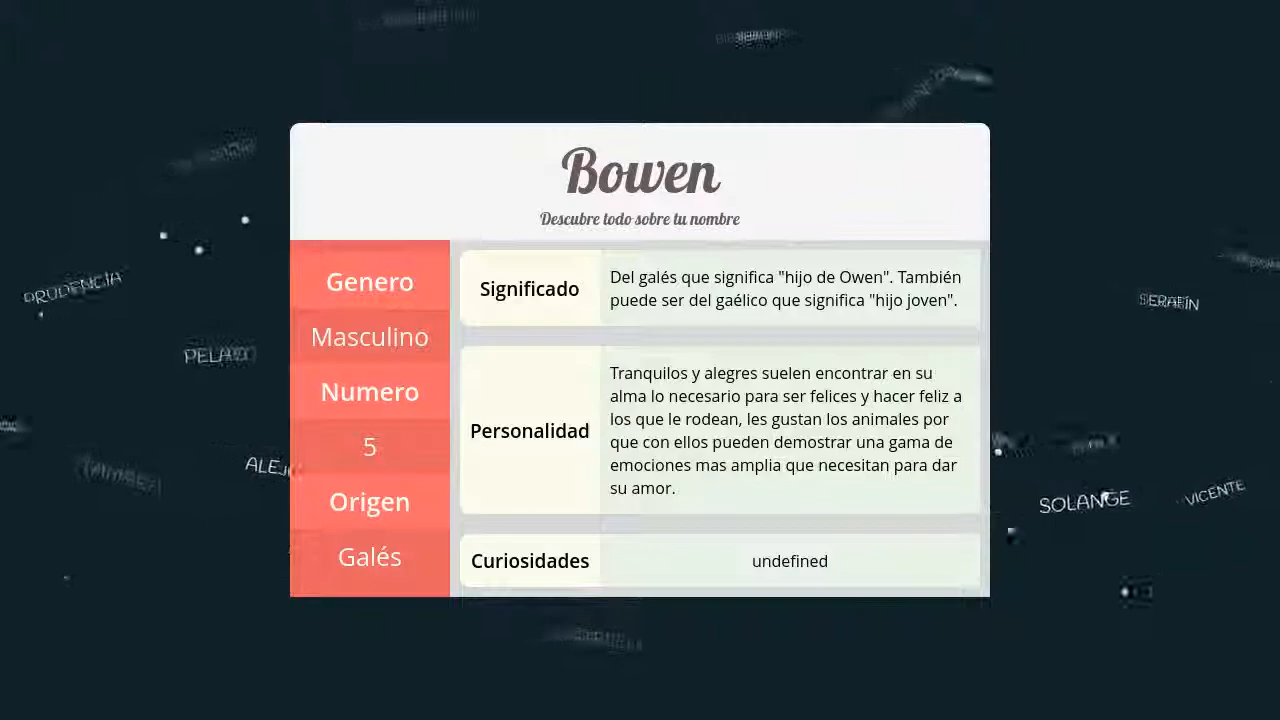 Bowen
Descubre todo sobre tu nombre
Genero
Masculino
Numero
5
Origen
Galés
Significado
Del galés que significa "hijo de Owen". También
puede ser del gaélico que significa "hijo joven".
Personalidad
Tranquilos y alegres suelen encontrar en su
alma lo necesario para ser felices y hacer feliz a
los que le rodean, les gustan los animales por
que con ellos pueden demostrar una gama de
emociones mas amplia que necesitan para dar
su amor.
Curiosidades
undefined
PRUDENCIA
SERAFÍN
SOLANGE
VICENTE